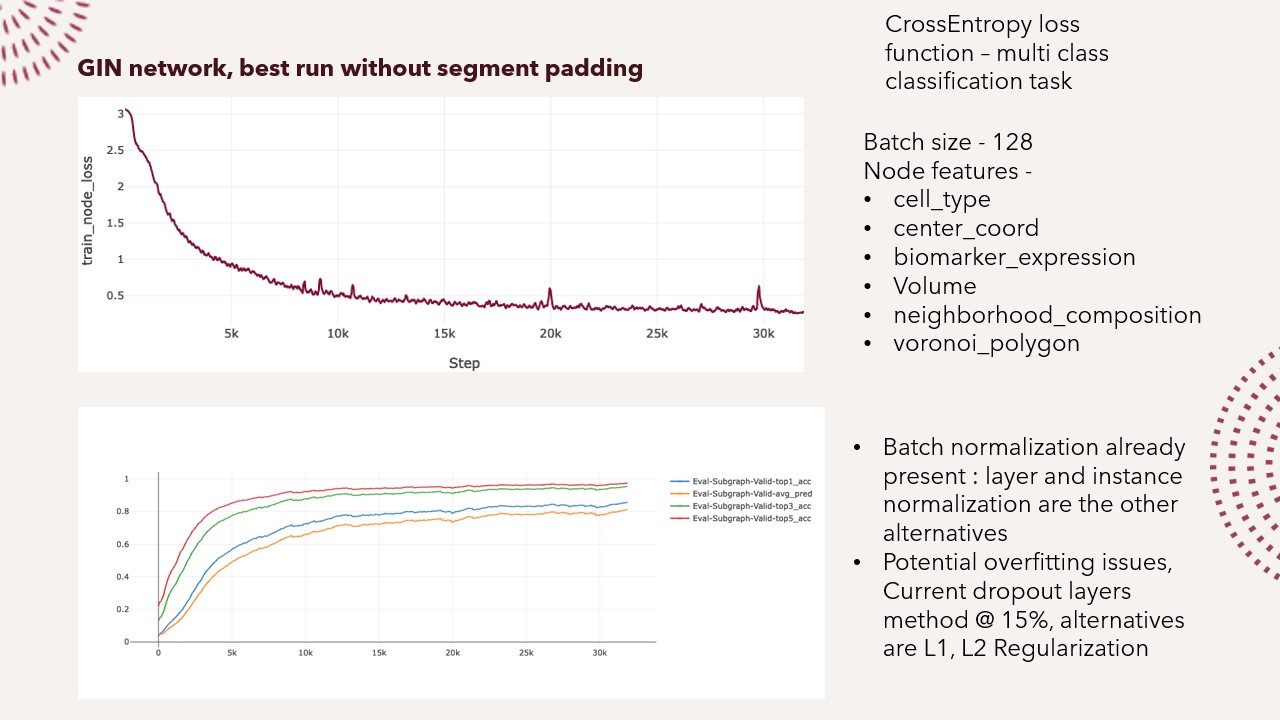 GIN network, best run without segment padding
3
2.5
2
1.5
1
0.5
train_node_loss
5k
10k
15k
20k
25k
30k
Step
1
0.8
0.6
0.4
0.2
0
0
5k
10k
15k
20k
25k
30k
Eval-Subgraph-Valid-top1_acc
Eval-Subgraph-Valid-avg_pred
Eval-Subgraph-Valid-top3_acc
Eval-Subgraph-Valid-top5_acc
CrossEntropy loss
function – multi class
classification task
Batch size - 128
Node features -
• cell_type
• center_coord
• biomarker_expression
• Volume
• neighborhood_composition
• voronoi_polygon
• Batch normalization already
present : layer and instance
normalization are the other
alternatives
• Potential overfitting issues,
Current dropout layers
method @ 15%, alternatives
are L1, L2 Regularization